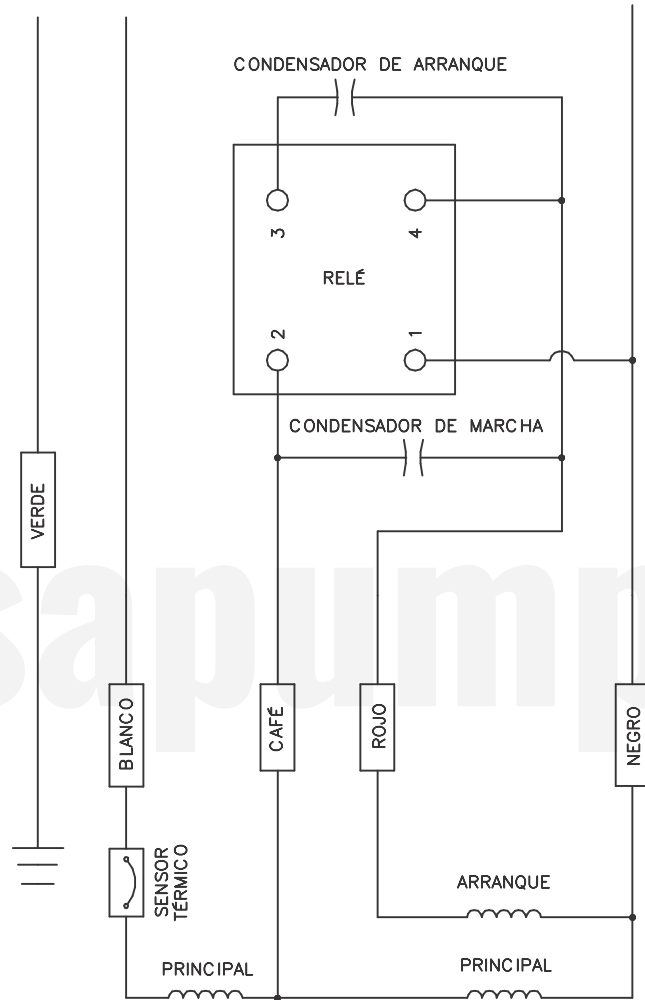 CONDENSADOR DE ARRANQUE
3
4
RELÉ
2
1
CONDENSADOR DE MARCHA
VERDE
sapump
BLANCO
CAFÉ
ROJO
NEGRO
SENSOR
TÉRMICO
ARRANQUE
PRINCIPAL
PRINCIPAL